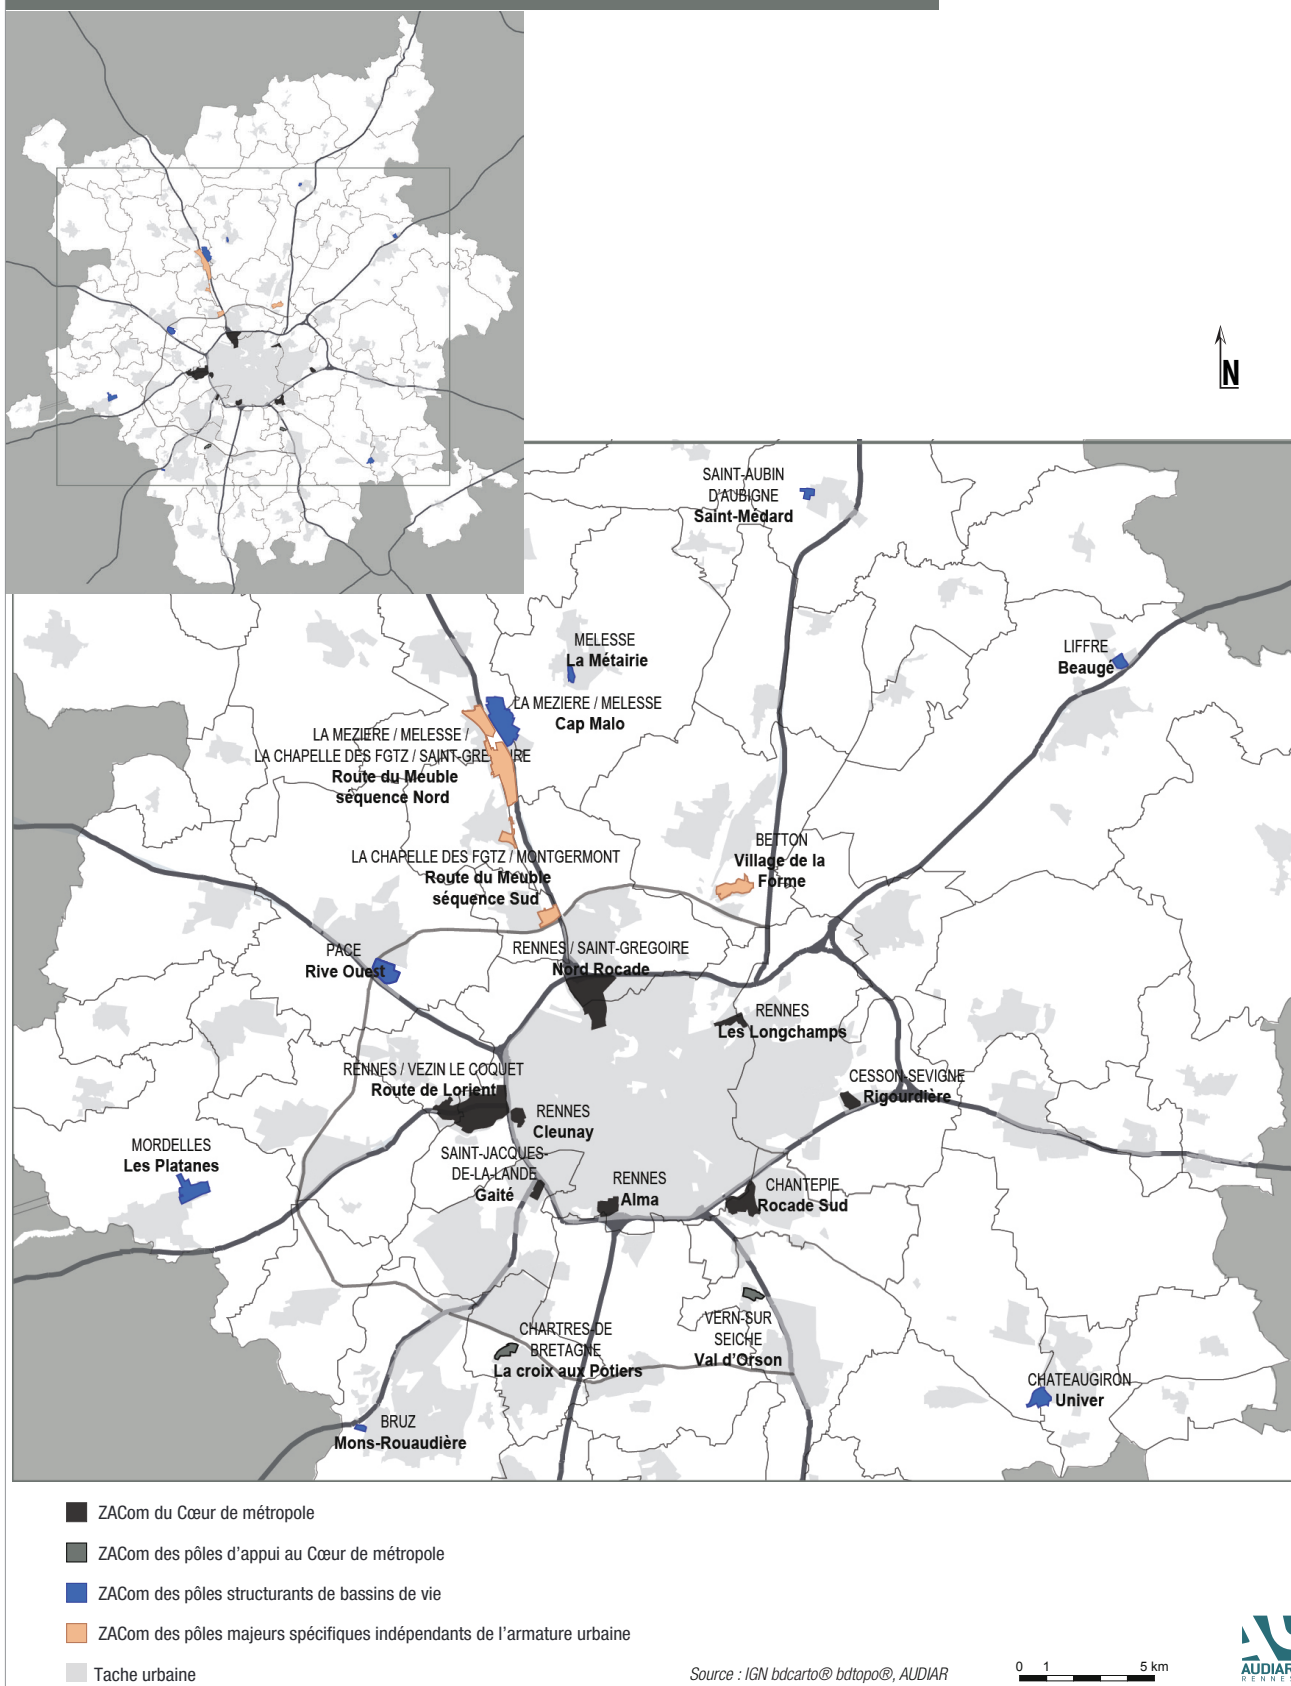 N
SAINT-AUBIN
D'AUBIGNE
Saint-Médard
MELESSE
La Métairie
LIFFRE
Beaugé
LA MEZIERE / MELESSE
Cap Malo
LA MEZIERE / MELESSE /
LA CHAPELLE DES FGTZ / SAINT-GREGOIRE
Route du Meuble
séquence Nord
BETTON
Village de la
Forme
LA CHAPELLE DES FGTZ / MONTGERMONT
Route du Meuble
séquence Sud
PACE
Rive Ouest
RENNES / SAINT-GREGOIRE
Nord Rocade
RENNES
Les Longchamps
RENNES / VEZIN LE COQUET
Route de Lorient
CESSON-SEVIGNE
Rigourdière
RENNES
Cleunay
MORDELLES
Les Platanes
SAINT-JACQUES-
DE-LA-LANDE
Gaité
RENNES
Alma
CHANTEPIE
Rocade Sud
CHARTRES-DE
BRETAGNE
La croix aux Potiers
VERN-SUR
SEICHE
Val d'Orson
CHATEAUGIRON
Univer
BRUZ
Mons-Rouaudière
ZACom du Cœur de métropole
ZACom des pôles d'appui au Cœur de métropole
ZACom des pôles structurants de bassins de vie
ZACom des pôles majeurs spécifiques indépendants de l'armature urbaine
Tache urbaine
Source : IGN bdcarto® bdtopo®, AUDIAR
0 1 5 km
AUDIAR
RENNES